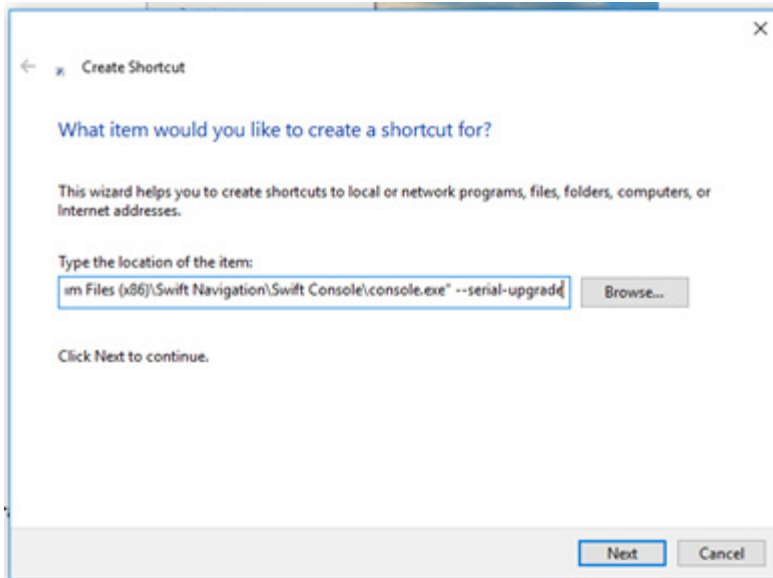 Create Shortcut
What item would you like to create a shortcut for?
This wizard helps you to create shortcuts to local or network programs, files, folders, computers, or
Internet addresses.
Type the location of the item:
ım Files (x86)\Swift Navigation\Swift Console\console.exe" --serial-upgrade
Browse...
Click Next to continue.
Next
Cancel